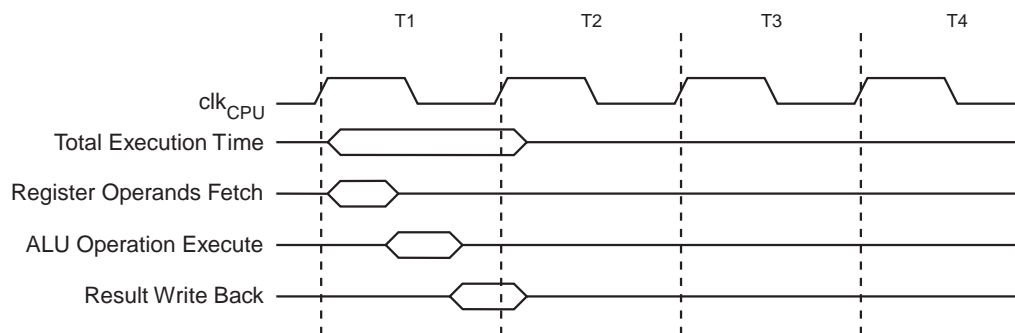 T1 T2 T3 T4
clkCPU
Total Execution Time
Register Operands Fetch
ALU Operation Execute
Result Write Back